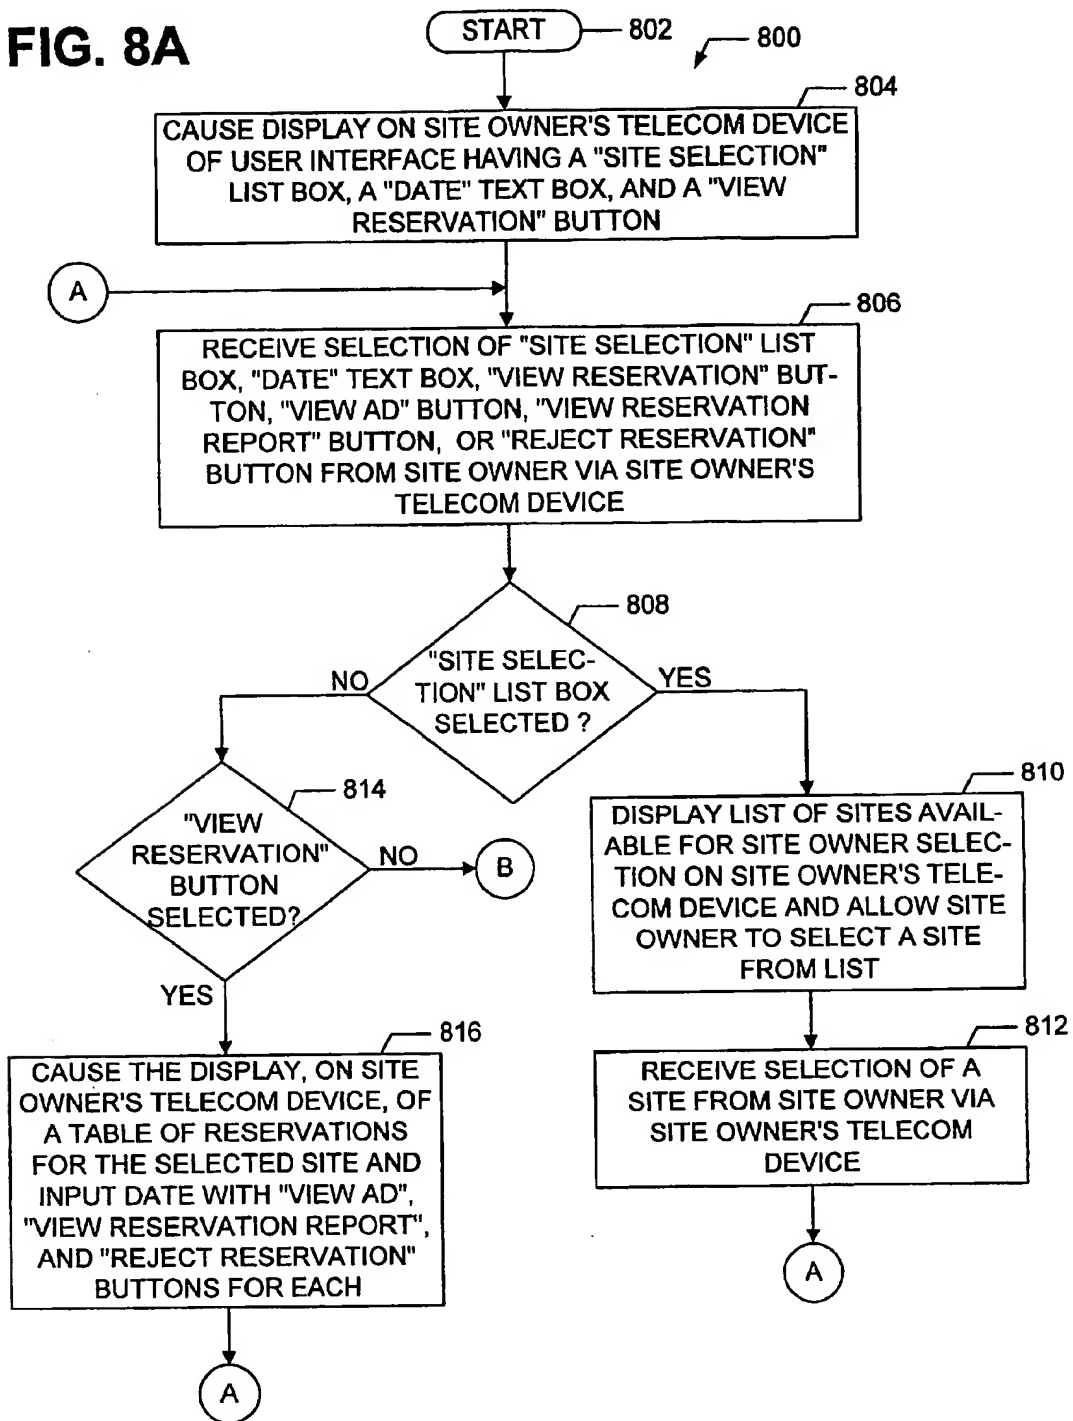 FIG. 8A
START
802
800
804
CAUSE DISPLAY ON SITE OWNER'S TELECOM DEVICE
OF USER INTERFACE HAVING A "SITE SELECTION"
LIST BOX, A "DATE" TEXT BOX, AND A "VIEW
RESERVATION" BUTTON
A
806
RECEIVE SELECTION OF "SITE SELECTION" LIST
BOX, "DATE" TEXT BOX, "VIEW RESERVATION" BUT-
TON, "VIEW AD" BUTTON, "VIEW RESERVATION
REPORT" BUTTON, OR "REJECT RESERVATION"
BUTTON FROM SITE OWNER VIA SITE OWNER'S
TELECOM DEVICE
808
"SITE SELEC-
TION" LIST BOX
SELECTED ?
NO
YES
814
"VIEW
RESERVATION"
BUTTON
SELECTED?
NO
B
YES
810
DISPLAY LIST OF SITES AVAIL-
ABLE FOR SITE OWNER SELEC-
TION ON SITE OWNER'S TELE-
COM DEVICE AND ALLOW SITE
OWNER TO SELECT A SITE
FROM LIST
816
CAUSE THE DISPLAY, ON SITE
OWNER'S TELECOM DEVICE, OF
A TABLE OF RESERVATIONS
FOR THE SELECTED SITE AND
INPUT DATE WITH "VIEW AD",
"VIEW RESERVATION REPORT",
AND "REJECT RESERVATION"
BUTTONS FOR EACH
812
RECEIVE SELECTION OF A
SITE FROM SITE OWNER VIA
SITE OWNER'S TELECOM
DEVICE
A
A